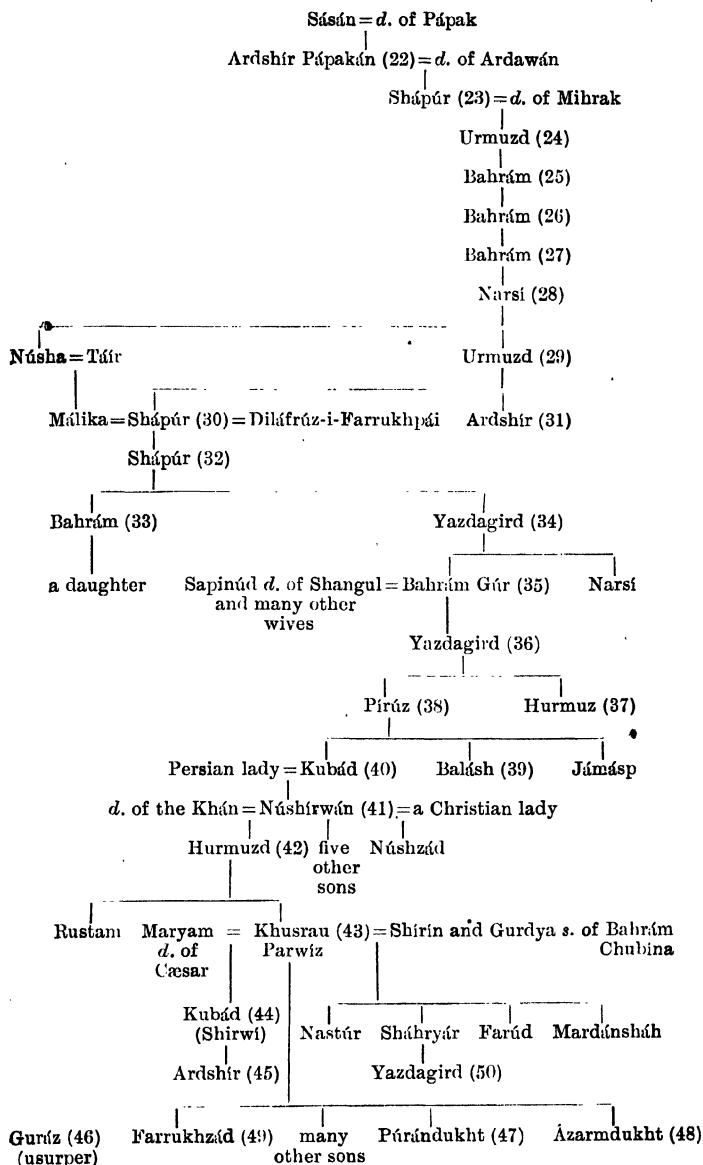 Sásán = d. of Pápak
Ardshír Pápakán (22) = d. of Ardawán
Shápúr (23) = d. of Mihrak
Urmuzd (24)
Bahrám (25)
Bahrám (26)
Bahrám (27)
Narsí (28)
Núsha = Táír Urmuzd (29)
Málika = Shápúr (30) = Diláfrúz-i-Farrukhpái Ardshír (31)
Shápúr (32)
Bahrám (33) Yazdagird (34)
a daughter Sapinúd d. of Shangul = Bahrám Gúr (35) Narsí
and many other
wives
Yazdagird (36)
Pírúz (38) Hurmuz (37)
Persian lady = Kubád (40) Balásh (39) Jámásp
d. of the Khán = Núshírwán (41) = a Christian lady
Hurmuzd (42) five Núshzád
other
sons
Rustam Maryam = Khusrau (43) = Shírín and Gurdya s. of Bahrám
d. of Parwíz Chubína
Cæsar
Kubád (44) Nastúr Sháhryár Farúd Mardánsháh
(Shirwí)
Ardshír (45) Yazdagird (50)
Guráz (46) Farrukhzád (49) many Púrándukht (47) Ázarmdukht (48)
(usurper) other sons